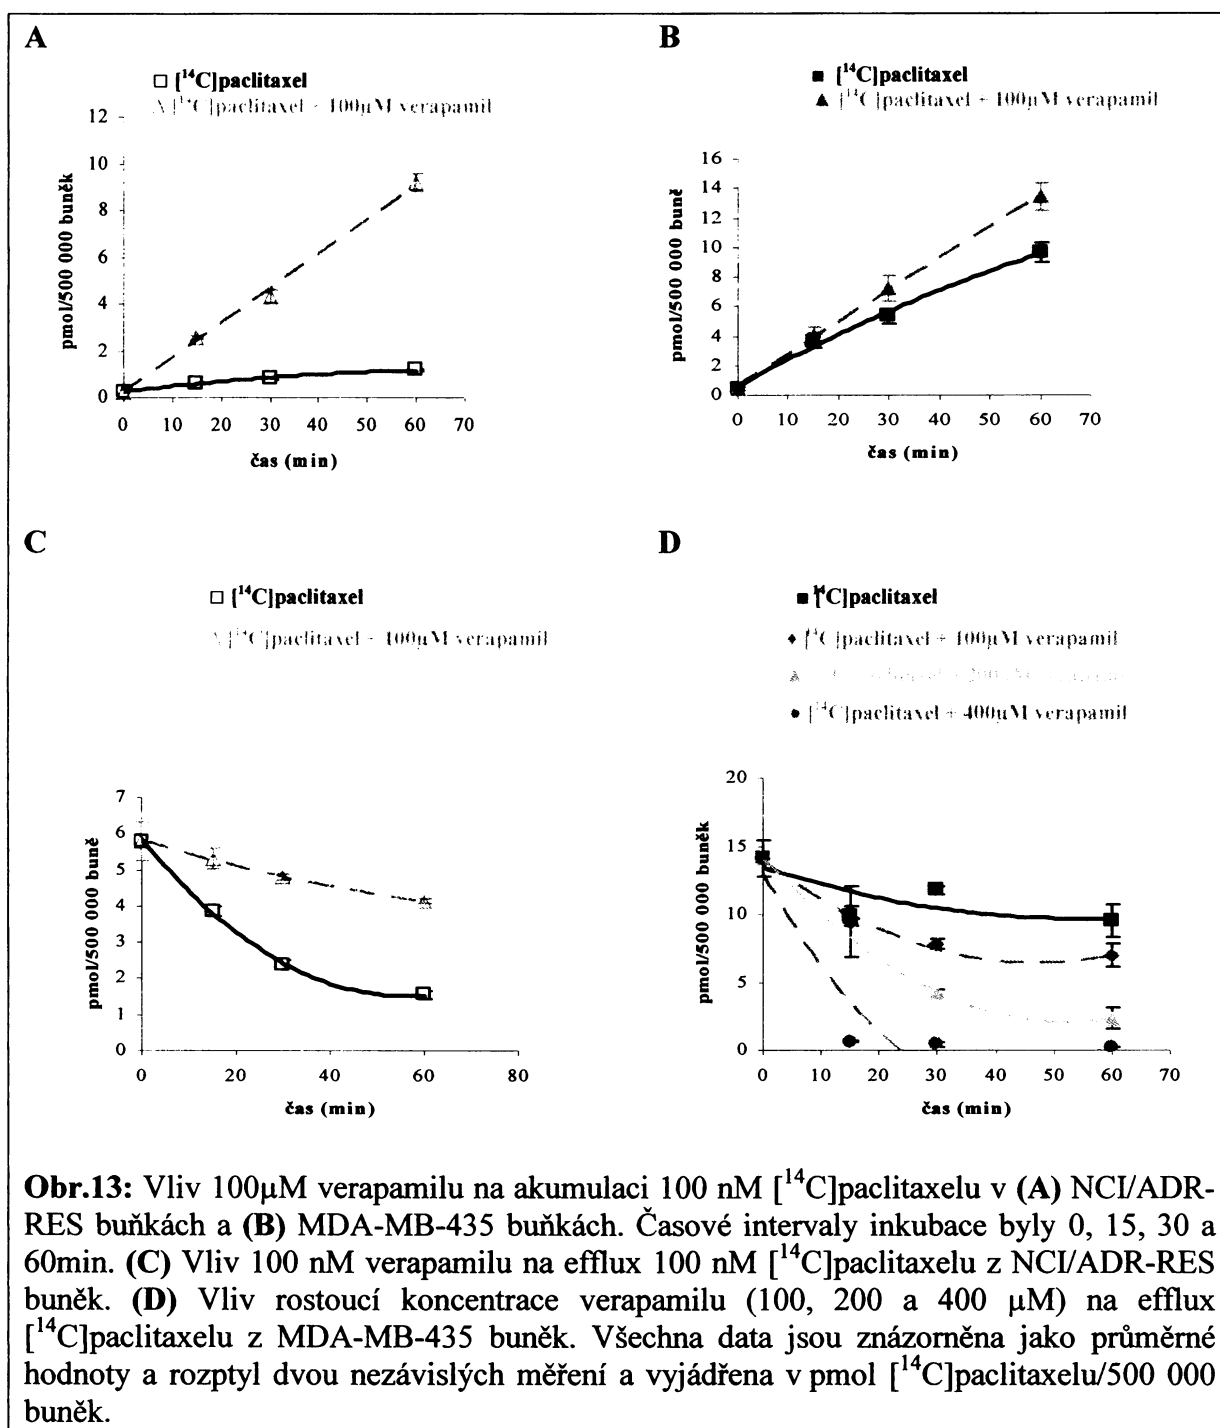 A
[¹⁴C]paclitaxel
[¹⁴C]paclitaxel + 100µM verapamil
12
10
8
6
4
2
0
pmol/500 000 buněk
0 10 20 30 40 50 60 70
čas (min)
B
[¹⁴C]paclitaxel
[¹⁴C]paclitaxel + 100µM verapamil
16
14
12
10
8
6
4
2
0
pmol/500 000 buně
0 10 20 30 40 50 60 70
čas (min)
C
[¹⁴C]paclitaxel
[¹⁴C]paclitaxel + 100µM verapamil
7
6
5
4
3
2
1
0
pmol/500 000 buně
0 20 40 60 80
čas (min)
D
[¹⁴C]paclitaxel
[¹⁴C]paclitaxel + 100µM verapamil
[¹⁴C]paclitaxel + 400µM verapamil
20
15
10
5
0
pmol/500 000 buněk
0 10 20 30 40 50 60 70
čas (min)
Obr.13: Vliv 100µM verapamilu na akumulaci 100 nM [¹⁴C]paclitaxelu v (A) NCI/ADR-
RES buňkách a (B) MDA-MB-435 buňkách. Časové intervaly inkubace byly 0, 15, 30 a
60min. (C) Vliv 100 nM verapamilu na efflux 100 nM [¹⁴C]paclitaxelu z NCI/ADR-RES
buněk. (D) Vliv rostoucí koncentrace verapamilu (100, 200 a 400 µM) na efflux
[¹⁴C]paclitaxelu z MDA-MB-435 buněk. Všechna data jsou znázorněna jako průměrné
hodnoty a rozptyl dvou nezávislých měření a vyjádřena v pmol [¹⁴C]paclitaxelu/500 000
buněk.